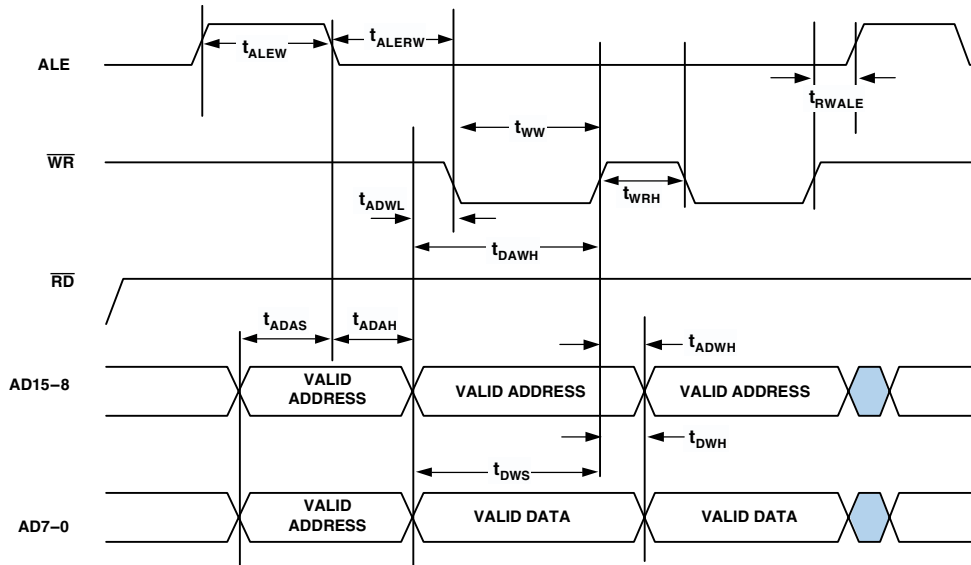 ALE
tALEW
tALERW
tRWALE
tWW
WR
tWRH
tADWL
tDAWH
RD
tADAS
tADAH
tADWH
AD15–8
VALID
ADDRESS
VALID ADDRESS
VALID ADDRESS
tDWH
tDWS
AD7–0
VALID
ADDRESS
VALID DATA
VALID DATA